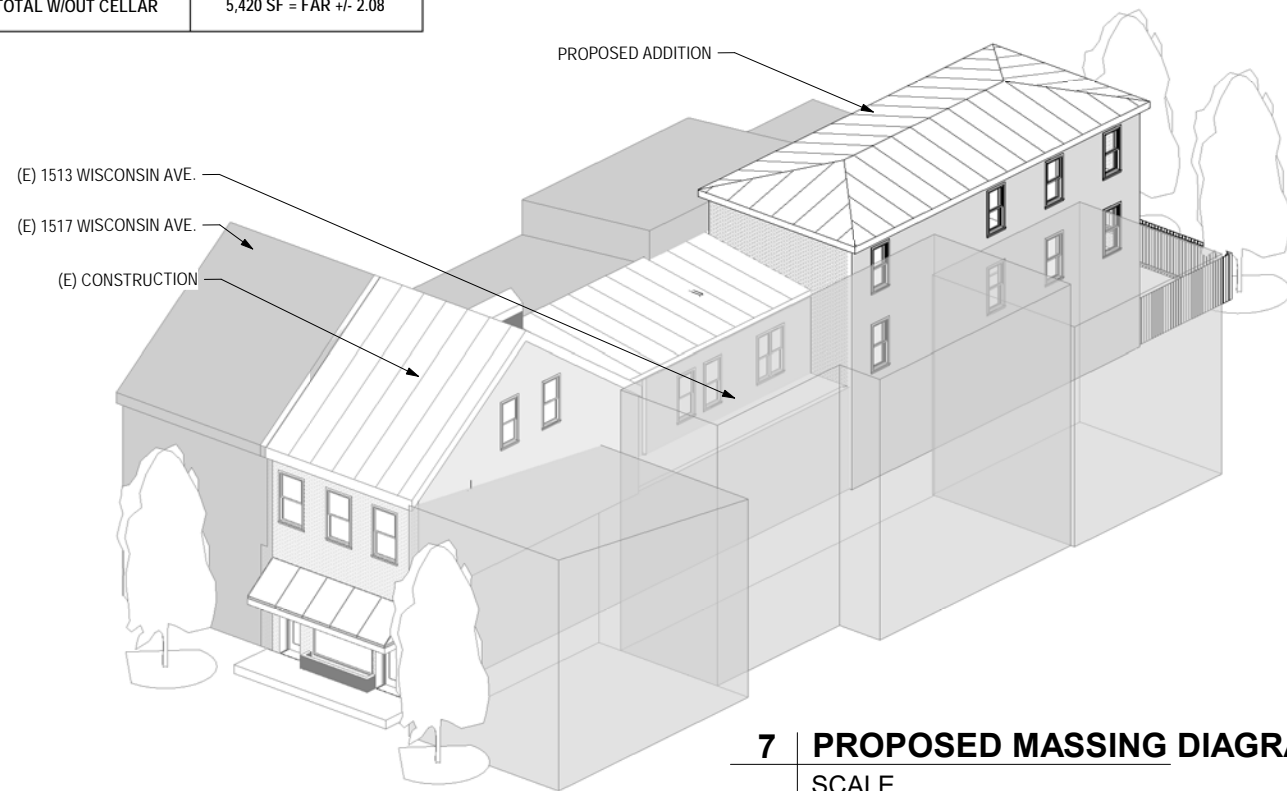 TOTAL W/OUT CELLAR 5,420 SF = FAR +/- 2.08
PROPOSED ADDITION
(E) 1513 WISCONSIN AVE.
(E) 1517 WISCONSIN AVE.
(E) CONSTRUCTION
7 PROPOSED MASSING DIAGRA
SCALE